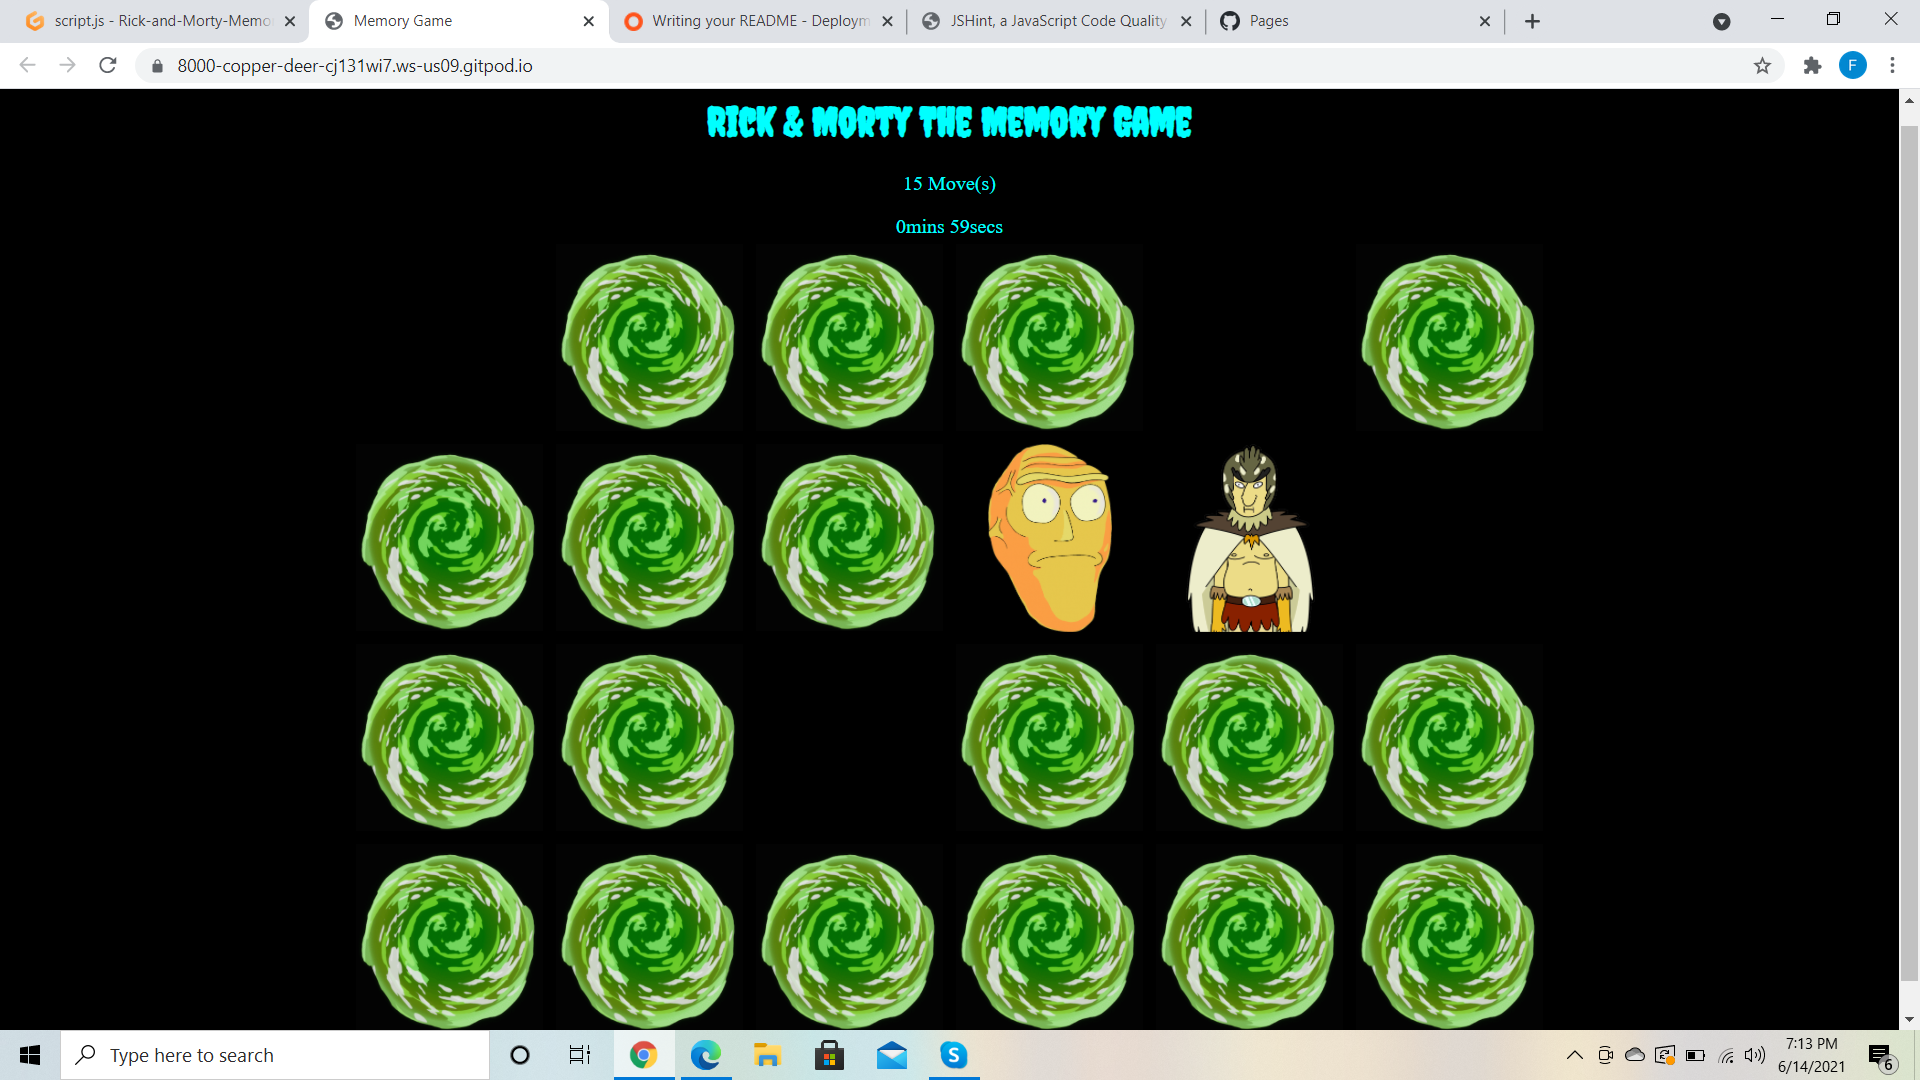 script.js - Rick-and-Morty-Memo
Memory Game
Writing your README - Deploym
JSHint, a JavaScript Code Quality
Pages
8000-copper-deer-cj131wi7.ws-us09.gitpod.io
F
RICK & MORTY THE MEMORY GAME
15 Move(s)
0mins 59secs
Type here to search
S
7:13 PM
6/14/2021
6